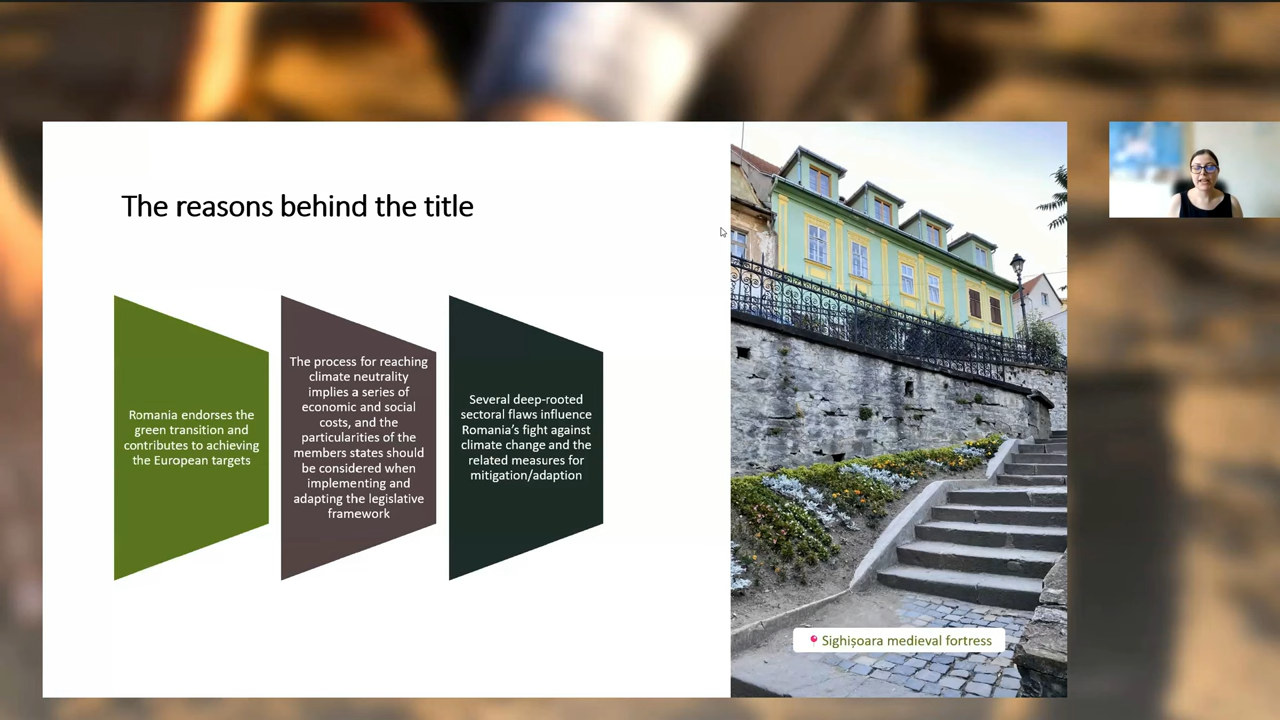 The reasons behind the title
Romania endorses the
green transition and
contributes to achieving
the European targets
The process for reaching
climate neutrality
implies a series of
economic and social
costs, and the
particularities of the
members states should
be considered when
implementing and
adapting the legislative
framework
Several deep-rooted
sectoral flaws influence
Romania's fight against
climate change and the
related measures for
mitigation/adaption
Sighișoara medieval fortress